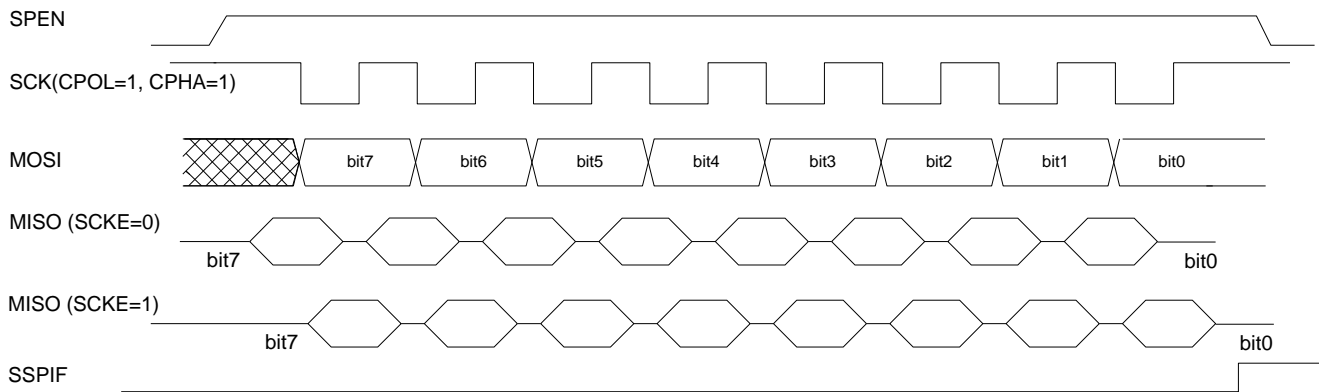 SPEN
SCK(CPOL=1, CPHA=1)
MOSI
bit7 bit6 bit5 bit4 bit3 bit2 bit1 bit0
MISO (SCKE=0)
bit7 bit0
MISO (SCKE=1)
bit7 bit0
SSPIF